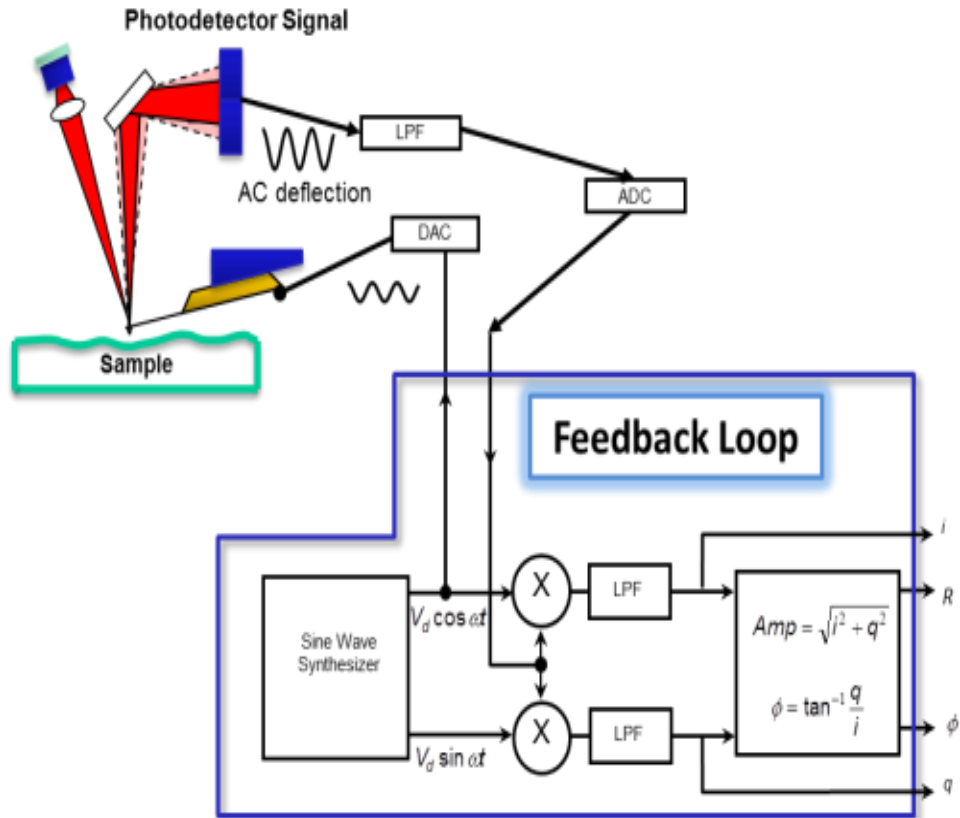 Photodetector Signal
LPF
AC deflection
ADC
DAC
Sample
Feedback Loop
i
Sine Wave
Synthesizer
V_d cos ωt
X
LPF
Amp = √(i² + q²)
R
V_d sin ωt
X
LPF
ϕ = tan⁻¹ q/i
ϕ
q